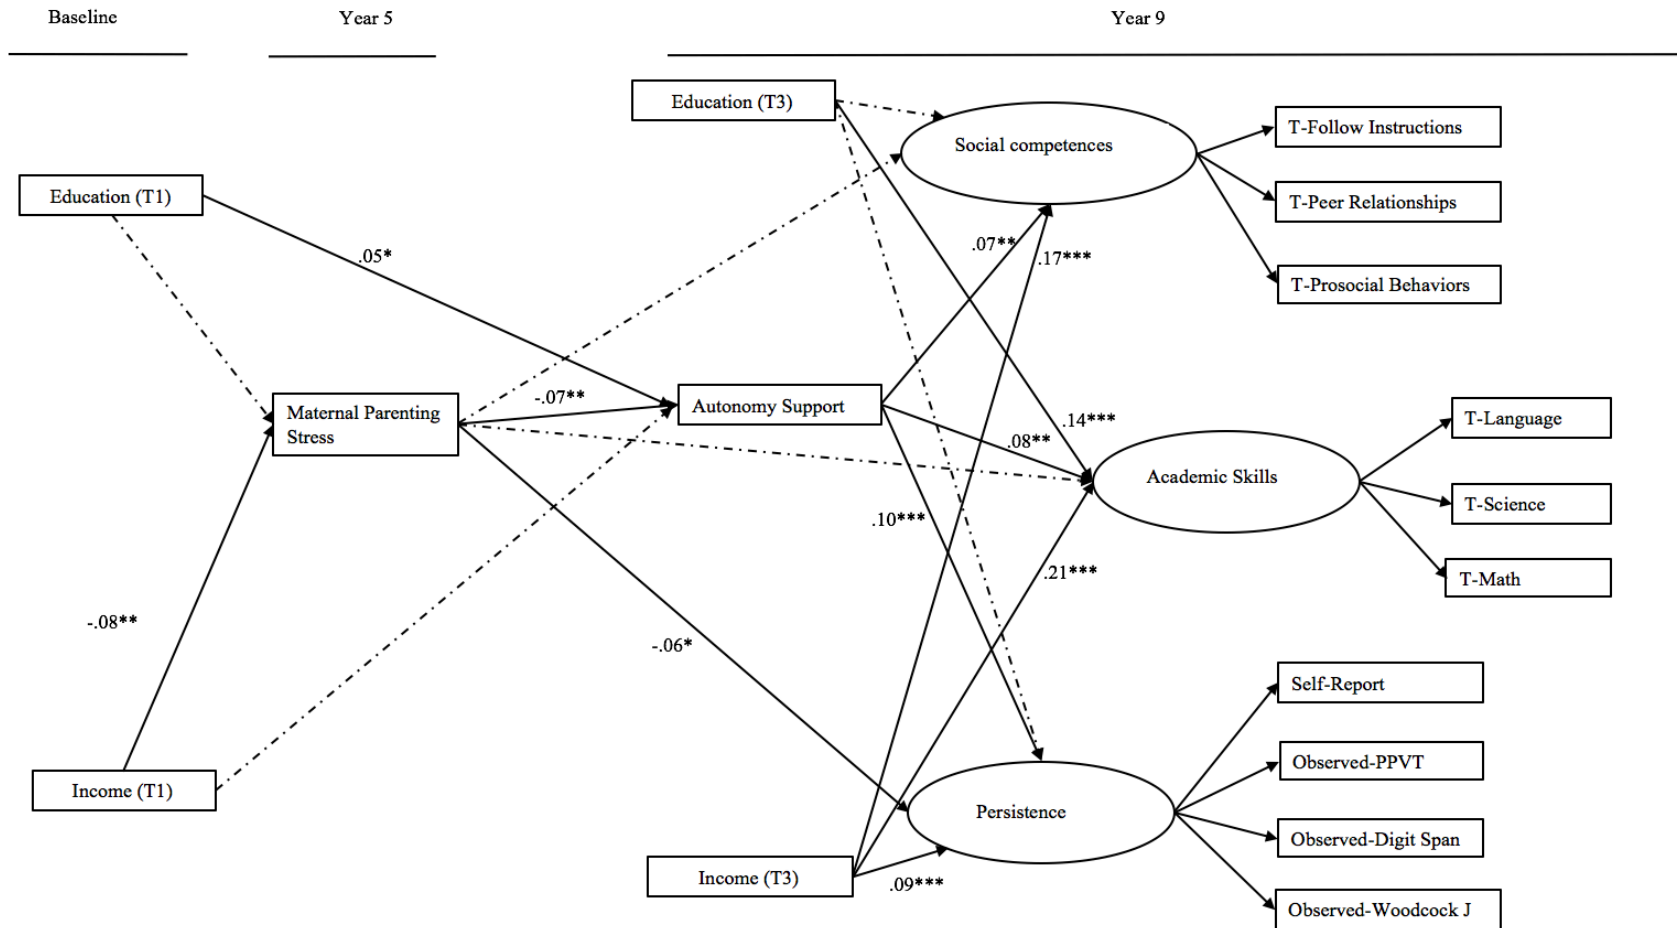 Baseline
Year 5
Year 9
Education (T3)
Social competences
T-Follow Instructions
Education (T1)
T-Peer Relationships
.05*
.07**
.17***
T-Prosocial Behaviors
Maternal Parenting
Stress
-.07**
Autonomy Support
.14***
.08**
T-Language
Academic Skills
T-Science
.10***
.21***
T-Math
-.08**
-.06*
Self-Report
Income (T1)
Observed-PPVT
Persistence
Observed-Digit Span
Income (T3)
.09***
Observed-Woodcock J